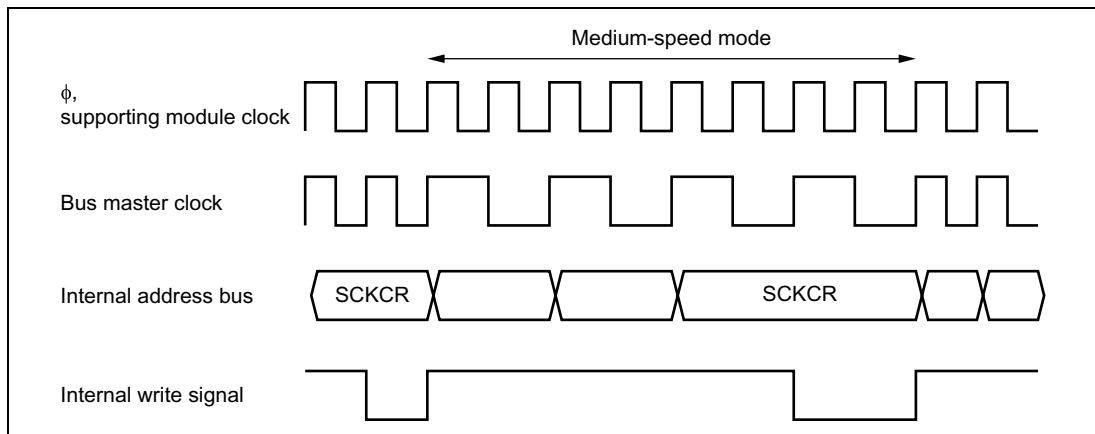 Medium-speed mode
ϕ,
supporting module clock
Bus master clock
Internal address bus
SCKCR
SCKCR
Internal write signal